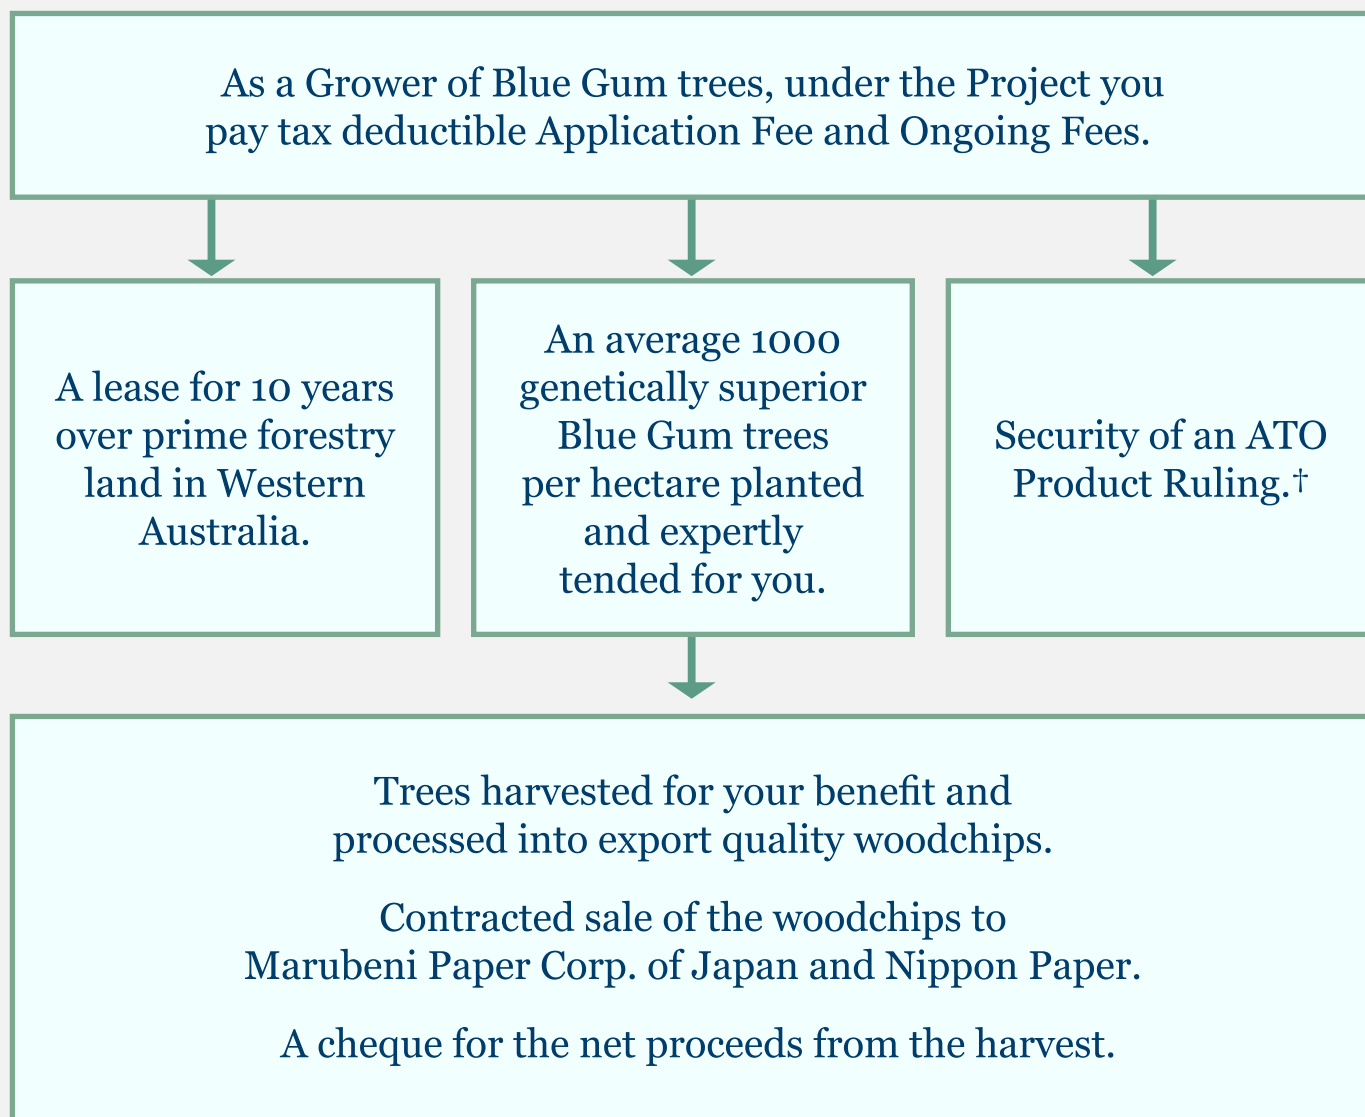 As a Grower of Blue Gum trees, under the Project you
pay tax deductible Application Fee and Ongoing Fees.
A lease for 10 years
over prime forestry
land in Western
Australia.
An average 1000
genetically superior
Blue Gum trees
per hectare planted
and expertly
tended for you.
Security of an ATO
Product Ruling.†
Trees harvested for your benefit and
processed into export quality woodchips.
Contracted sale of the woodchips to
Marubeni Paper Corp. of Japan and Nippon Paper.
A cheque for the net proceeds from the harvest.